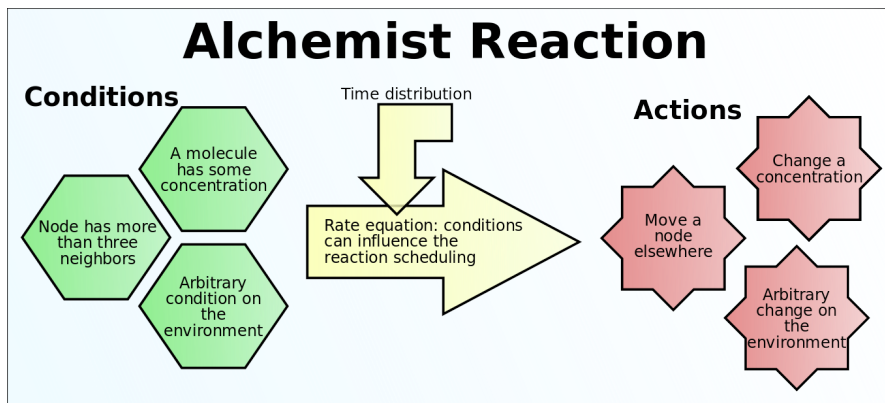 Alchemist Reaction
Conditions
A molecule
has some
concentration
Node has more
than three
neighbors
Arbitrary
condition on
the
environment
Time distribution
Rate equation: conditions
can influence the
reaction scheduling
Actions
Change a
concentration
Move a
node
elsewhere
Arbitrary
change on
the
environment